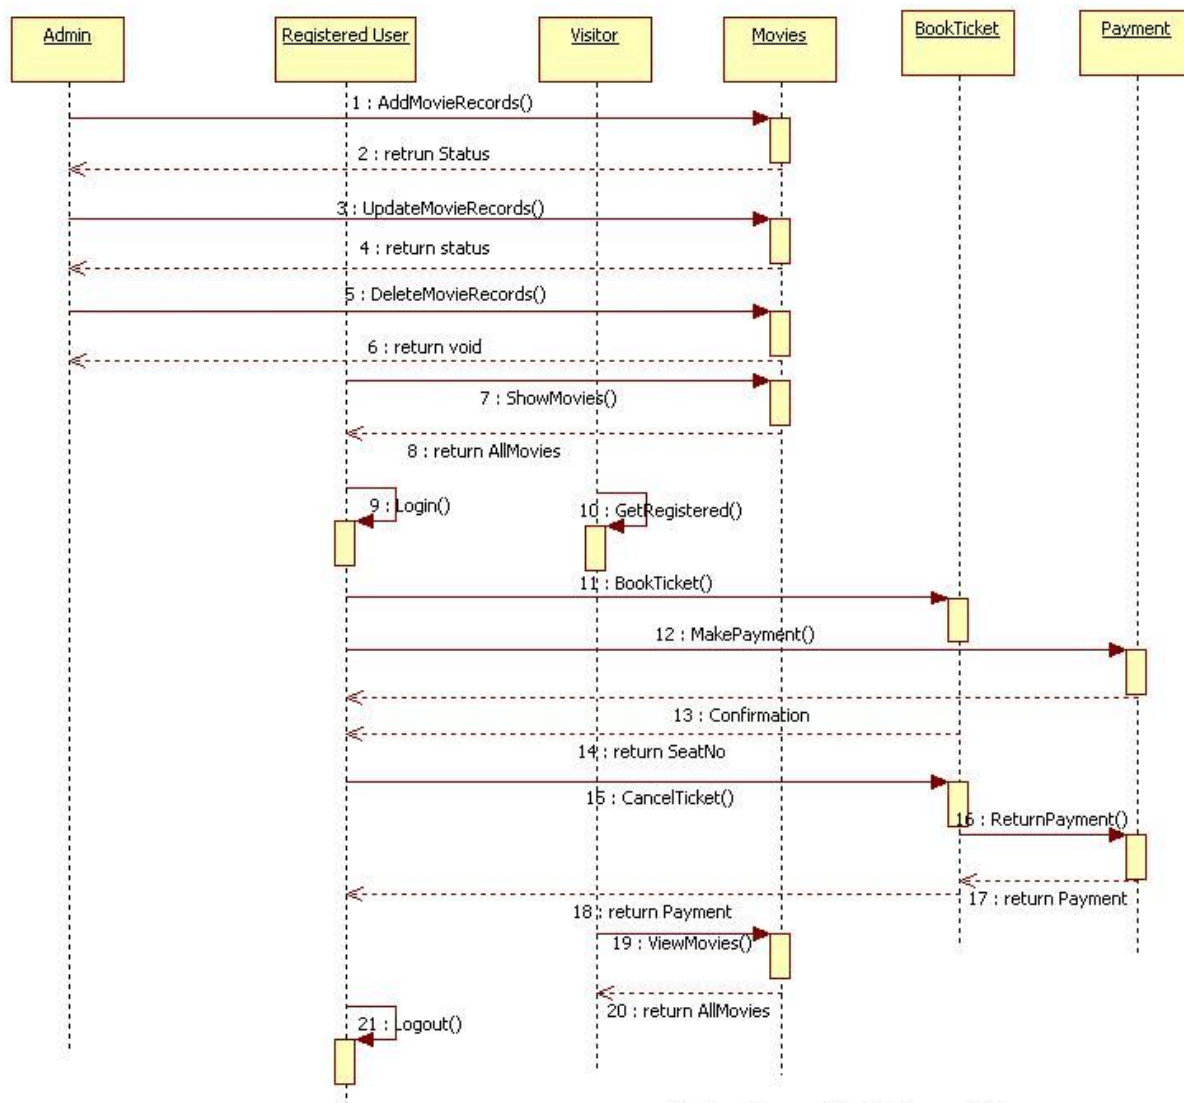 Admin
Registered User
Visitor
Movies
BookTicket
Payment
1 : AddMovieRecords()
2 : retrun Status
3 : UpdateMovieRecords()
4 : return status
5 : DeleteMovieRecords()
6 : return void
7 : ShowMovies()
8 : return AllMovies
9 : Login()
10 : GetRegistered()
11 : BookTicket()
12 : MakePayment()
13 : Confirmation
14 : return SeatNo
15 : CancelTicket()
16 : ReturnPayment()
17 : return Payment
18 : return Payment
19 : ViewMovies()
20 : return AllMovies
21 : Logout()